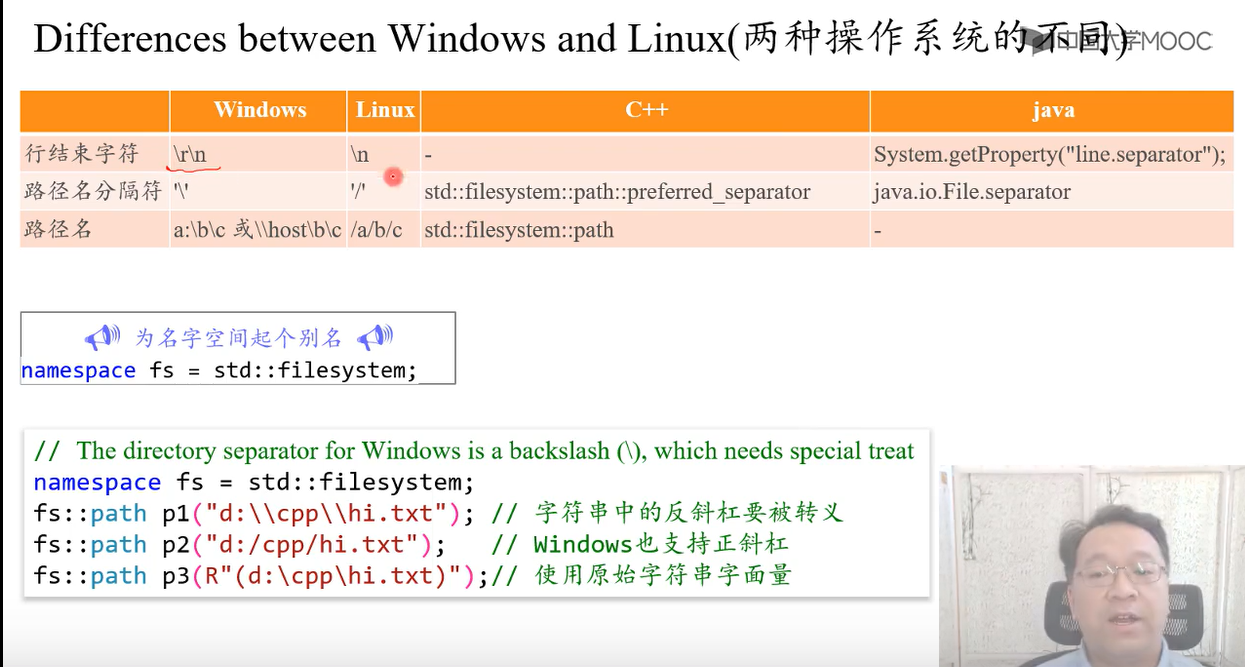 Differences between Windows and Linux(两种操作系统的不同)
中国大学MOOC
Windows Linux C++ java
行结束字符 \r\n \n - System.getProperty("line.separator");
路径名分隔符 '\' '/' std::filesystem::path::preferred_separator java.io.File.separator
路径名 a:\b\c 或\\host\b\c /a/b/c std::filesystem::path -
为名字空间起个别名
namespace fs = std::filesystem;
// The directory separator for Windows is a backslash (\), which needs special treat
namespace fs = std::filesystem;
fs::path p1("d:\\cpp\\hi.txt"); // 字符串中的反斜杠要被转义
fs::path p2("d:/cpp/hi.txt"); // Windows也支持正斜杠
fs::path p3(R"(d:\cpp\hi.txt)");// 使用原始字符串字面量